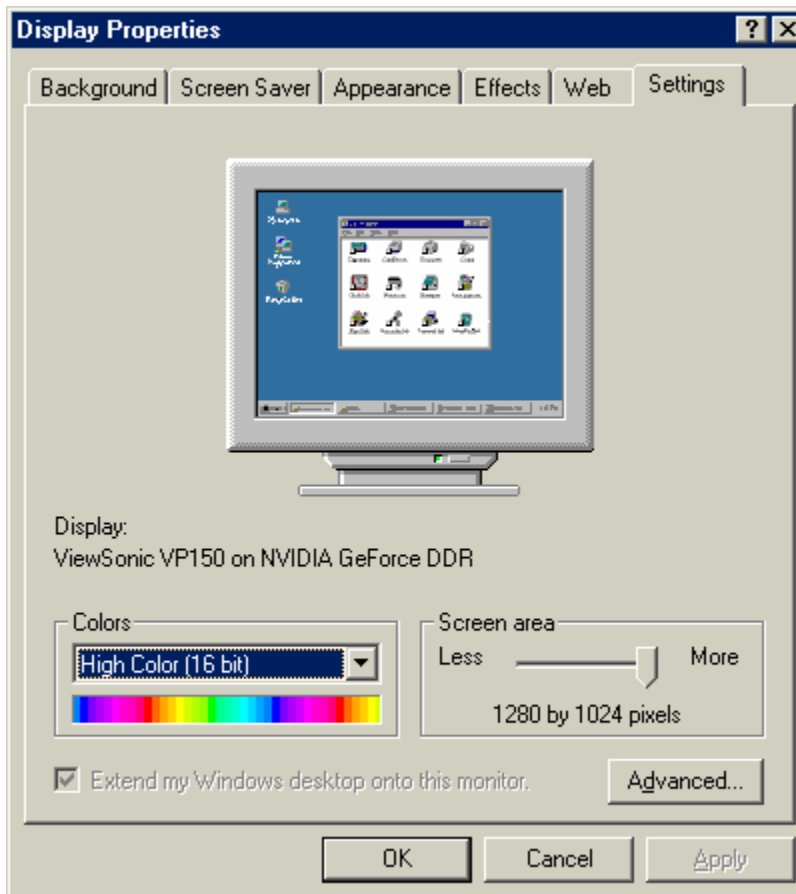 Display Properties
Background Screen Saver Appearance Effects Web Settings
Display:
ViewSonic VP150 on NVIDIA GeForce DDR
Colors
High Color (16 bit)
Screen area
Less More
1280 by 1024 pixels
Extend my Windows desktop onto this monitor.
Advanced...
OK Cancel Apply